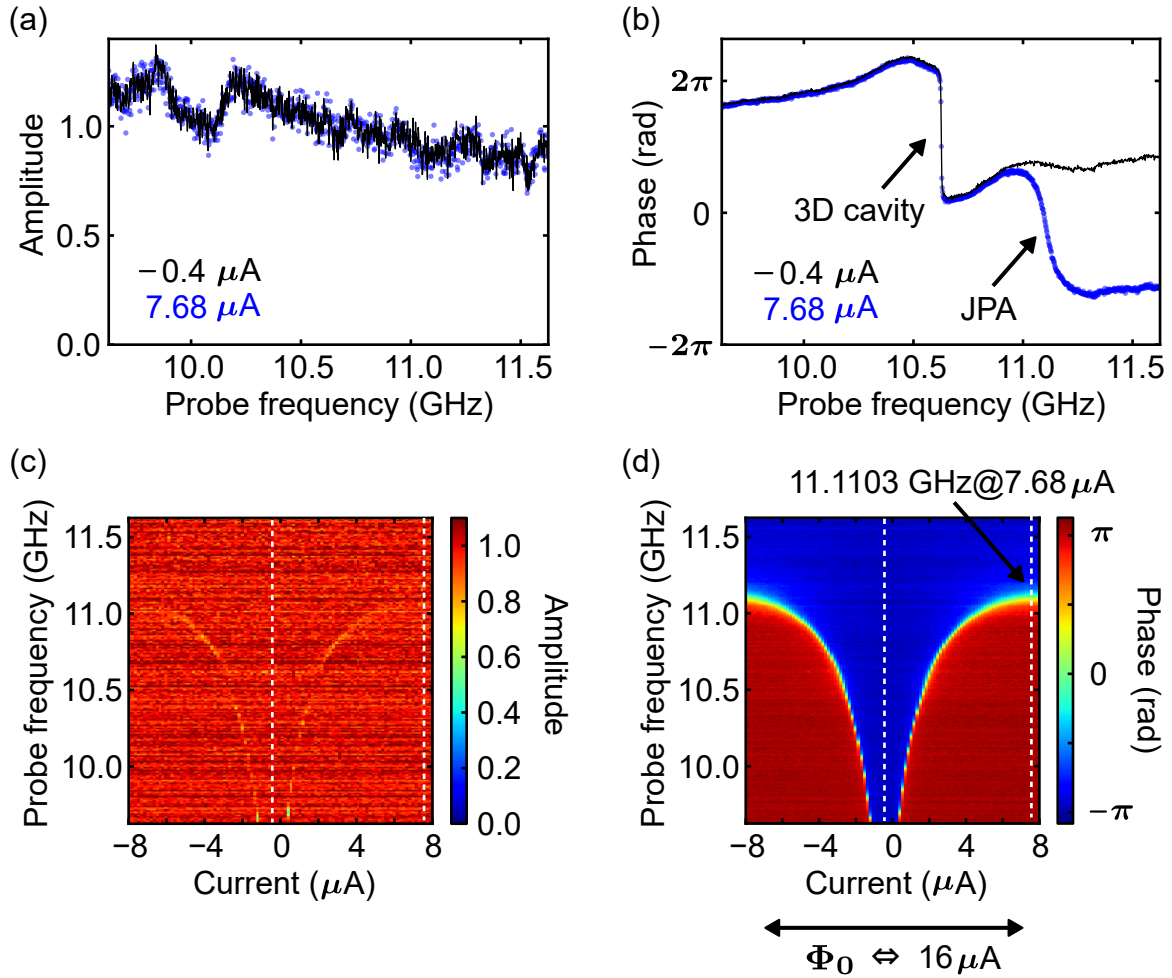 (a)
Amplitude
1.0
0.5
0.0
−0.4 μA
7.68 μA
10.0 10.5 11.0 11.5
Probe frequency (GHz)
(b)
Phase (rad)
2π
0
−2π
3D cavity
JPA
−0.4 μA
7.68 μA
10.0 10.5 11.0 11.5
Probe frequency (GHz)
(c)
Probe frequency (GHz)
11.5
11.0
10.5
10.0
−8 −4 0 4 8
Current (μA)
1.0
0.8
0.6
0.4
0.2
0.0
Amplitude
(d)
11.1103 GHz@7.68 μA
Probe frequency (GHz)
11.5
11.0
10.5
10.0
−8 −4 0 4 8
Current (μA)
π
0
−π
Phase (rad)
Φ₀ ⇔ 16 μA